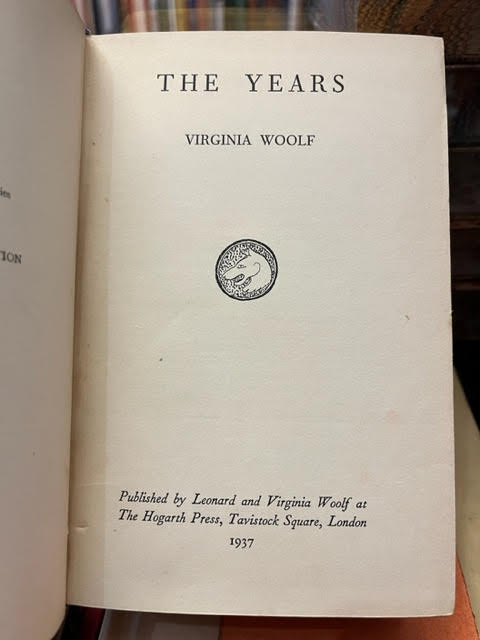 THE YEARS
VIRGINIA WOOLF
Published by Leonard and Virginia Woolf at
The Hogarth Press, Tavistock Square, London
1937